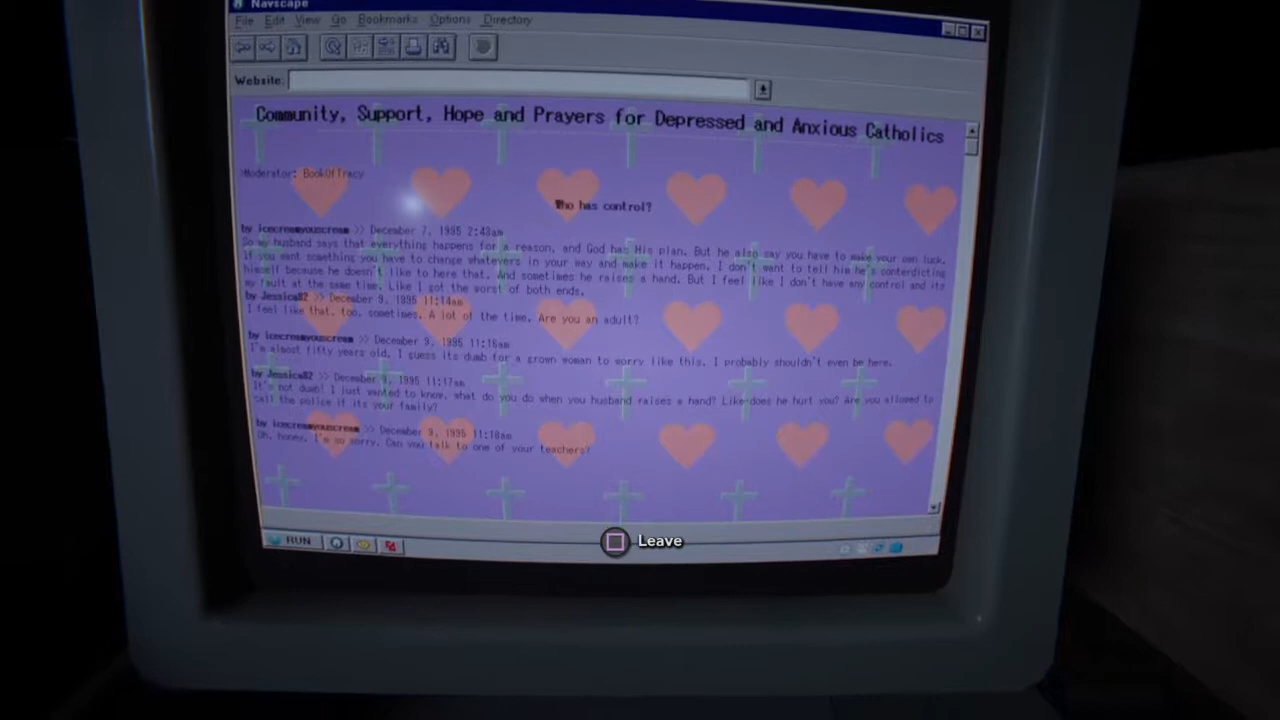 Navscape
File Edit View Go Bookmarks Options Directory
Website:
Community, Support, Hope and Prayers for Depressed and Anxious Catholics
>Moderator: BookOfTracy
Who has control?
by icecreamyouscream >> December 7, 1995 2:43am
So my husband says that everything happens for a reason, and God has His plan. But he also say you have to make your own luck.
If you want something you have to change whatevers in your way and make it happen. I don't want to tell him he's conterdicting
himself because he doesn't like to here that. And sometimes he raises a hand. But I feel like I don't have any control and its
my fault at the same time. Like I got the worst of both ends.
by Jessica82 >> December 9, 1995 11:14am
I feel like that, too, sometimes. A lot of the time. Are you an adult?
by icecreamyouscream >> December 9, 1995 11:16am
I'm almost fifty years old. I guess its dumb for a grown woman to worry like this. I probably shouldn't even be here.
by Jessica82 >> December 9, 1995 11:17am
It's not dumb! I just wanted to know, what do you do when you husband raises a hand? Like does he hurt you? Are you allowed to
call the police if its your family?
by icecreamyouscream >> December 9, 1995 11:18am
Oh, honey, I'm so sorry. Can you talk to one of your teachers?
RUN
Leave